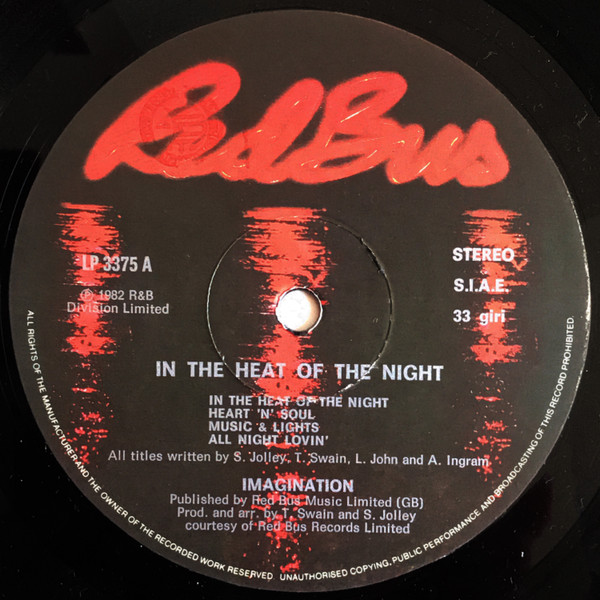 Red Bus
LP 3375 A
℗ 1982 R&B
Division Limited
STEREO
S.I.A.E.
33 giri
IN THE HEAT OF THE NIGHT
IN THE HEAT OF THE NIGHT
HEART 'N' SOUL
MUSIC & LIGHTS
ALL NIGHT LOVIN'
All titles written by S. Jolley, T. Swain, L. John and A. Ingram
IMAGINATION
Published by Red Bus Music Limited (GB)
Prod. and arr. by T. Swain and S. Jolley
courtesy of Red Bus Records Limited
ALL RIGHTS OF THE MANUFACTURER AND THE OWNER OF THE RECORDED WORK RESERVED UNAUTHORISED COPYING, PUBLIC PERFORMANCE AND BROADCASTING OF THIS RECORD PROHIBITED.